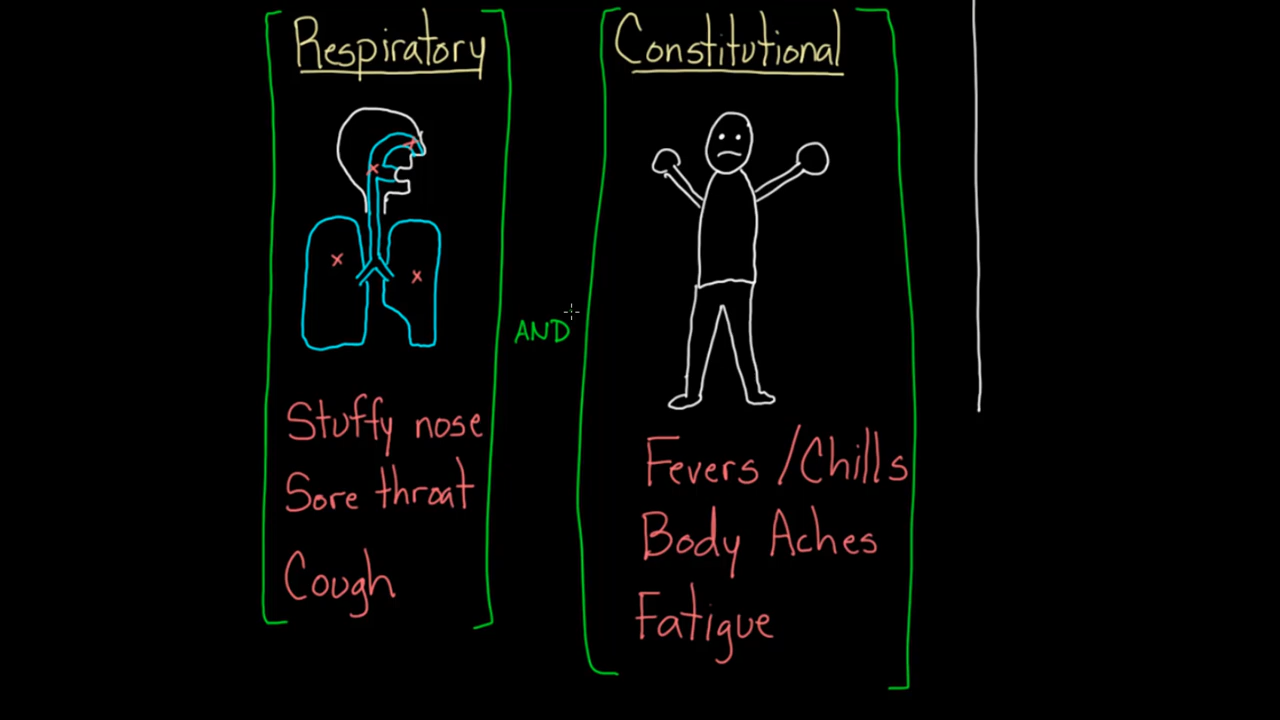 Respiratory
Stuffy nose
Sore throat
Cough
AND
Constitutional
Fevers / Chills
Body Aches
Fatigue